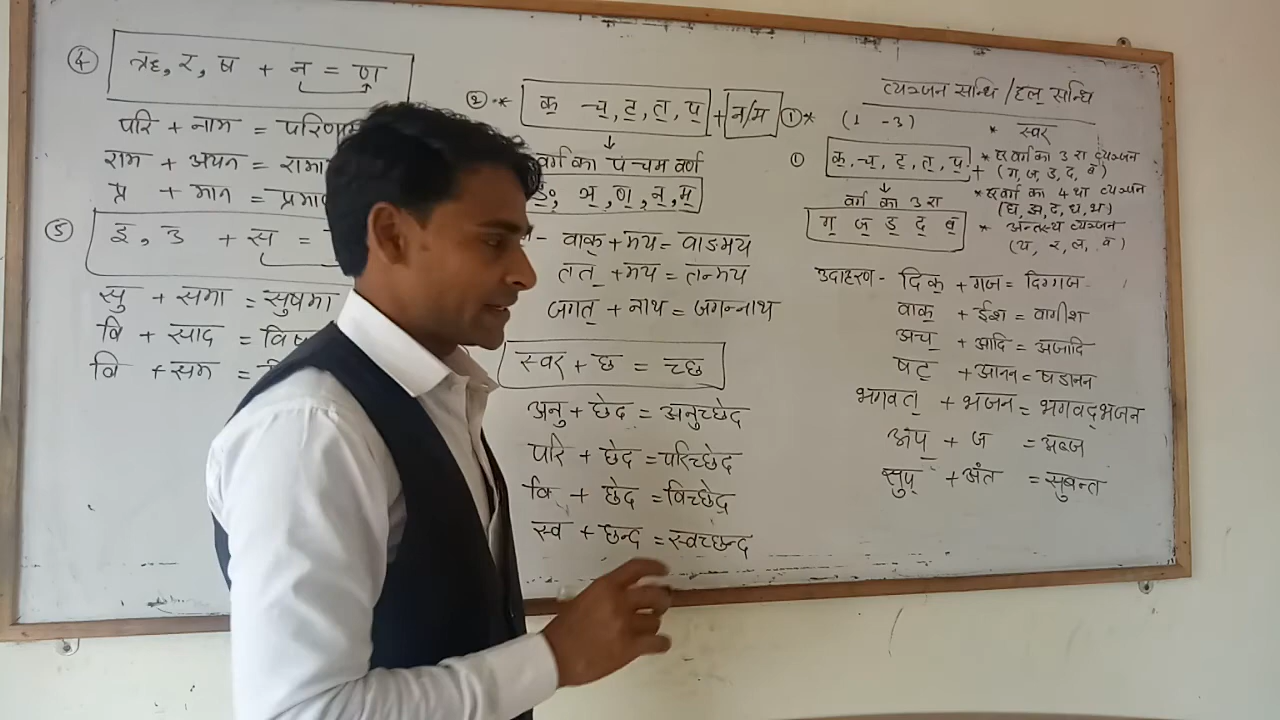 व्यञ्जन सन्धि / हल् सन्धि
① * (1 - 3) * स्वर
① क्, च्, ट्, त्, प् + * हर वर्ग का 3 रा व्यञ्जन
(ग, ज, ड, द, ब)
↓ * हर वर्ग का 4 था व्यञ्जन
वर्ग का 3 रा (घ, झ, ढ, ध, भ)
ग् ज् ड् द् ब् * अन्तस्थ व्यञ्जन
(य, र, ल, व)
उदाहरण - दिक् + गज = दिग्गज
वाक् + ईश = वागीश
अच् + आदि = अजादि
षट् + आनन = षडानन
भगवत् + भजन = भगवद्भजन
अप् + ज = अब्ज
सुप् + अंत = सुबन्त
② * क् - च्, ट्, त्, प् + न/म
↓
वर्ग का पंचम वर्ण
ङ्, ञ्, ण्, न्, म्
- वाक् + मय = वाङमय
तत् + मय = तन्मय
जगत् + नाथ = जगन्नाथ
स्वर + छ = च्छ
अनु + छेद = अनुच्छेद
परि + छेद = परिच्छेद
वि + छेद = विच्छेद
स्व + छन्द = स्वच्छन्द
④ ऋ, र, ष + न = ण
परि + नाम =
राम + अयन =
प्र + मान =
⑤ इ, उ + स =
सु + समा = सुषमा
वि + साद =
वि + सम =